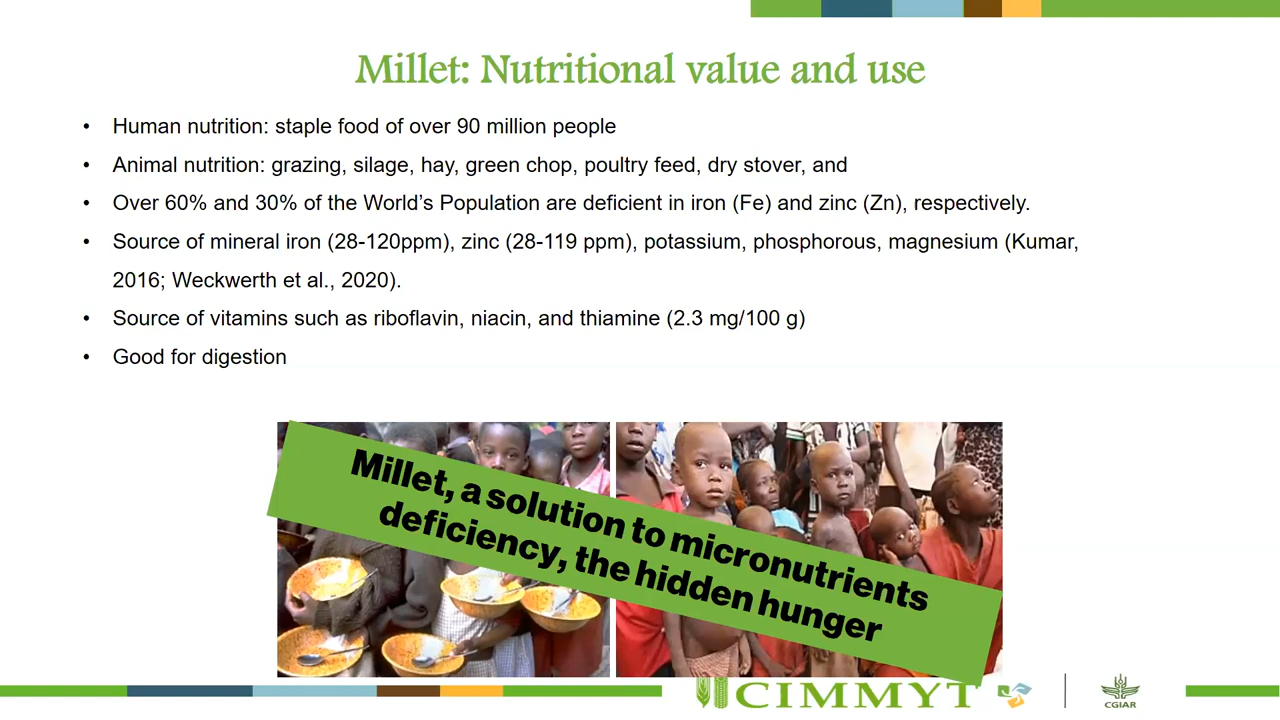 Millet: Nutritional value and use
• Human nutrition: staple food of over 90 million people
• Animal nutrition: grazing, silage, hay, green chop, poultry feed, dry stover, and
• Over 60% and 30% of the World’s Population are deficient in iron (Fe) and zinc (Zn), respectively.
• Source of mineral iron (28-120ppm), zinc (28-119 ppm), potassium, phosphorous, magnesium (Kumar,
2016; Weckwerth et al., 2020).
• Source of vitamins such as riboflavin, niacin, and thiamine (2.3 mg/100 g)
• Good for digestion
Millet, a solution to micronutrients
deficiency, the hidden hunger
CIMMYT
CGIAR